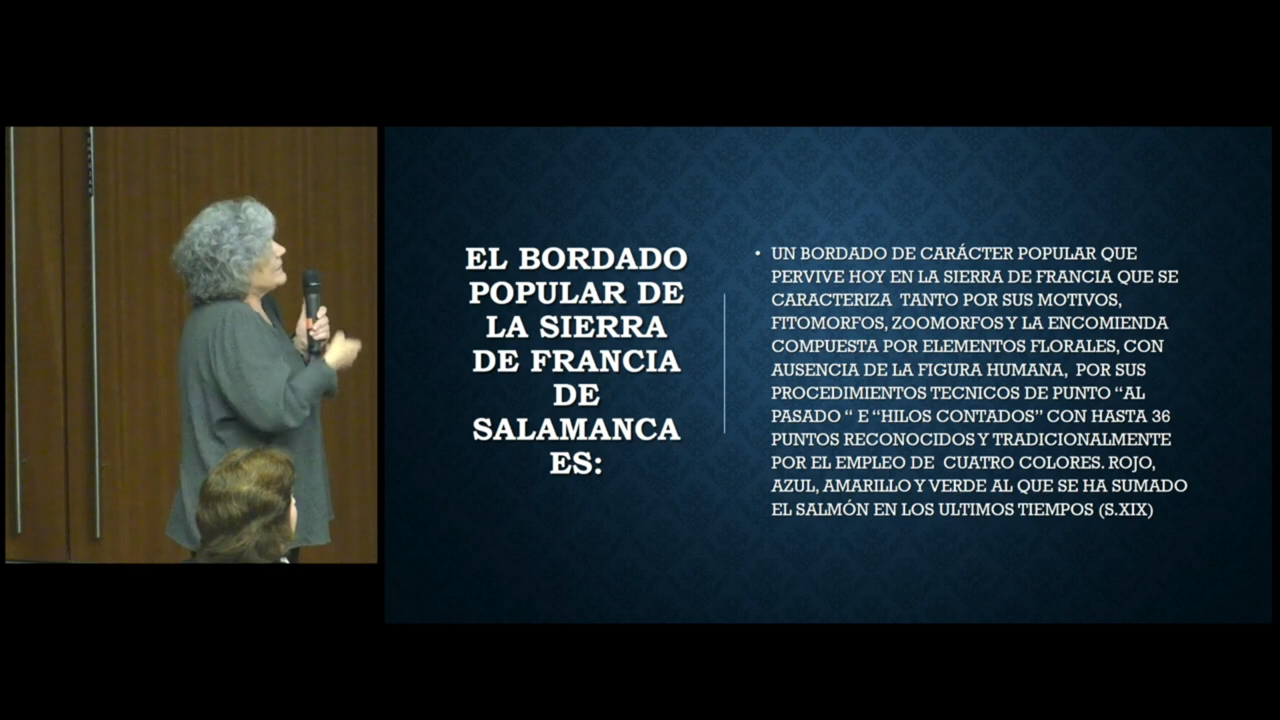 EL BORDADO
POPULAR DE
LA SIERRA
DE FRANCIA
DE
SALAMANCA
ES:
• UN BORDADO DE CARÁCTER POPULAR QUE
PERVIVE HOY EN LA SIERRA DE FRANCIA QUE SE
CARACTERIZA TANTO POR SUS MOTIVOS,
FITOMORFOS, ZOOMORFOS Y LA ENCOMIENDA
COMPUESTA POR ELEMENTOS FLORALES, CON
AUSENCIA DE LA FIGURA HUMANA, POR SUS
PROCEDIMIENTOS TECNICOS DE PUNTO “AL
PASADO “ E “HILOS CONTADOS” CON HASTA 36
PUNTOS RECONOCIDOS Y TRADICIONALMENTE
POR EL EMPLEO DE CUATRO COLORES. ROJO,
AZUL, AMARILLO Y VERDE AL QUE SE HA SUMADO
EL SALMÓN EN LOS ULTIMOS TIEMPOS (S.XIX)